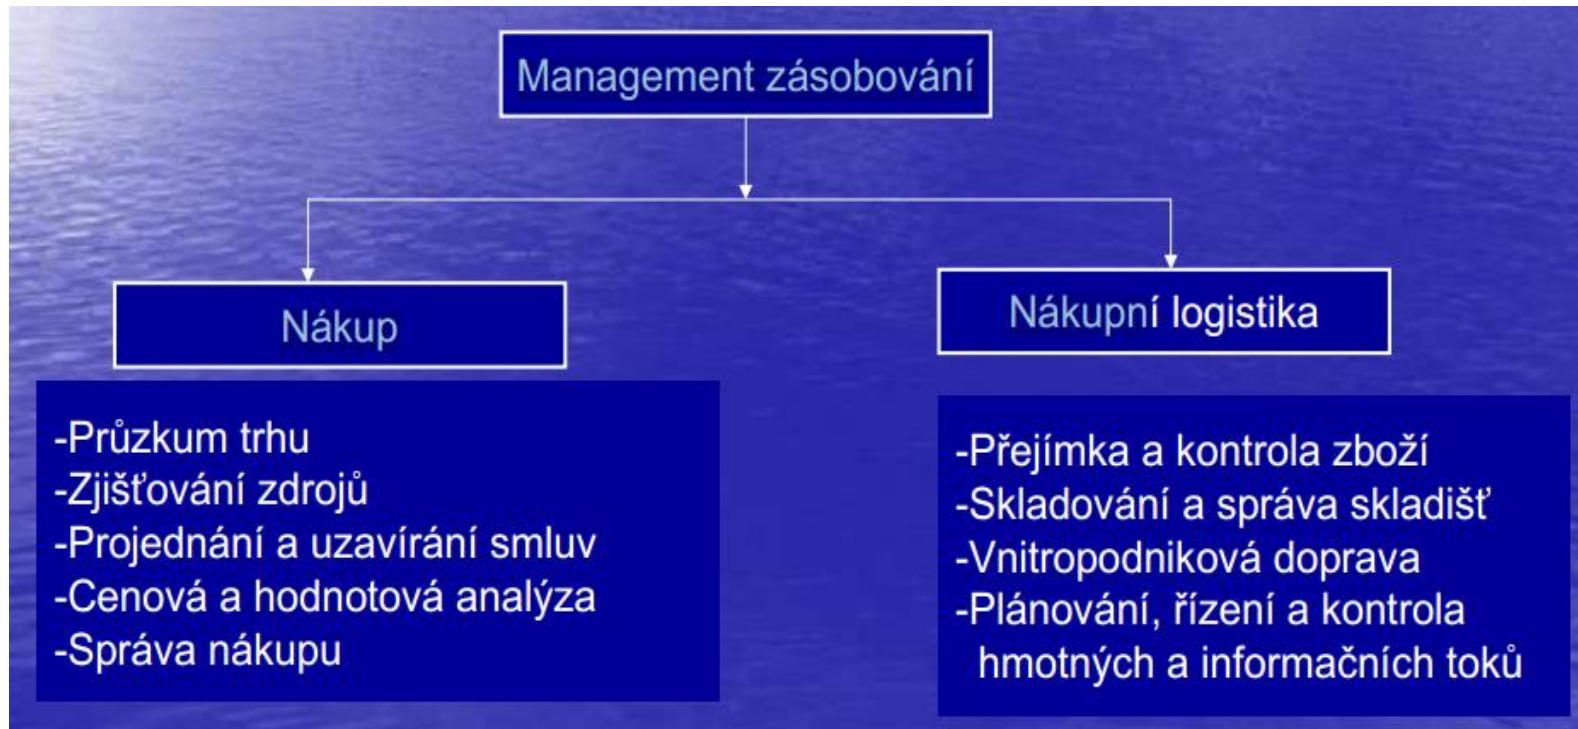 Management zásobování
Nákup
-Průzkum trhu
-Zjišťování zdrojů
-Projednání a uzavírání smluv
-Cenová a hodnotová analýza
-Správa nákupu
Nákupní logistika
-Přejímka a kontrola zboží
-Skladování a správa skladišť
-Vnitropodniková doprava
-Plánování, řízení a kontrola
hmotných a informačních toků